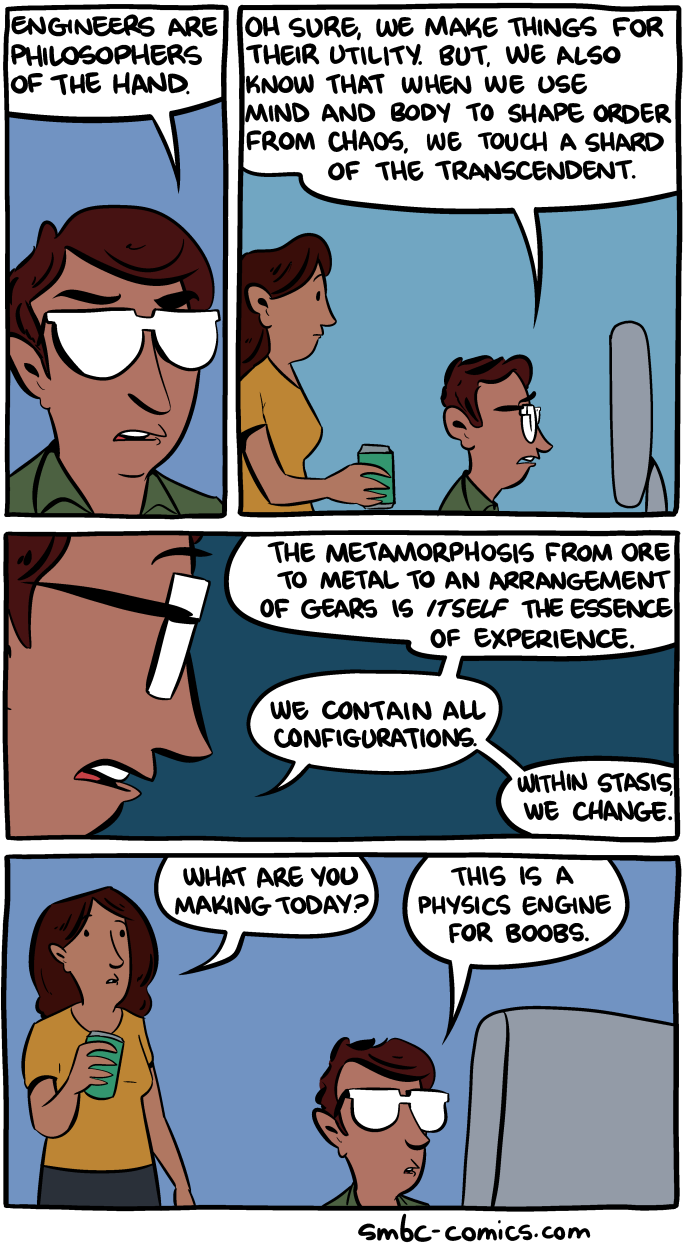 ENGINEERS ARE
PHILOSOPHERS
OF THE HAND.
OH SURE, WE MAKE THINGS FOR
THEIR UTILITY. BUT, WE ALSO
KNOW THAT WHEN WE USE
MIND AND BODY TO SHAPE ORDER
FROM CHAOS, WE TOUCH A SHARD
OF THE TRANSCENDENT.
THE METAMORPHOSIS FROM ORE
TO METAL TO AN ARRANGEMENT
OF GEARS IS ITSELF THE ESSENCE
OF EXPERIENCE.
WE CONTAIN ALL
CONFIGURATIONS.
WITHIN STASIS,
WE CHANGE.
WHAT ARE YOU
MAKING TODAY?
THIS IS A
PHYSICS ENGINE
FOR BOOBS.
smbc-comics.com